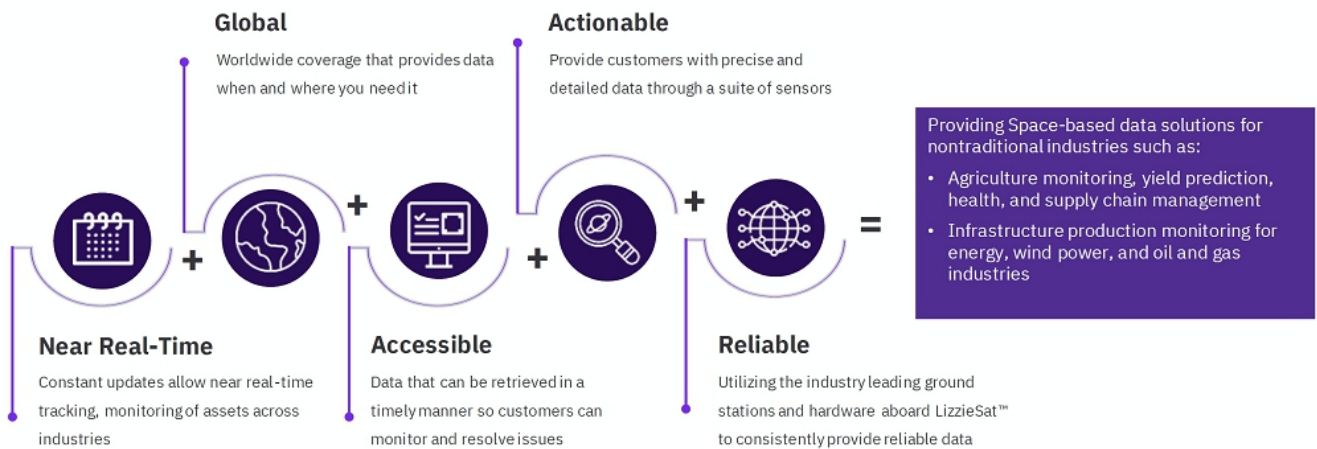 Global
Worldwide coverage that provides data
when and where you need it
Actionable
Provide customers with precise and
detailed data through a suite of sensors
+
+
+
+
=
Near Real-Time
Constant updates allow near real-time
tracking, monitoring of assets across
industries
Accessible
Data that can be retrieved in a
timely manner so customers can
monitor and resolve issues
Reliable
Utilizing the industry leading ground
stations and hardware aboard LizzieSat™
to consistently provide reliable data
Providing Space-based data solutions for
nontraditional industries such as:
• Agriculture monitoring, yield prediction,
health, and supply chain management
• Infrastructure production monitoring for
energy, wind power, and oil and gas
industries